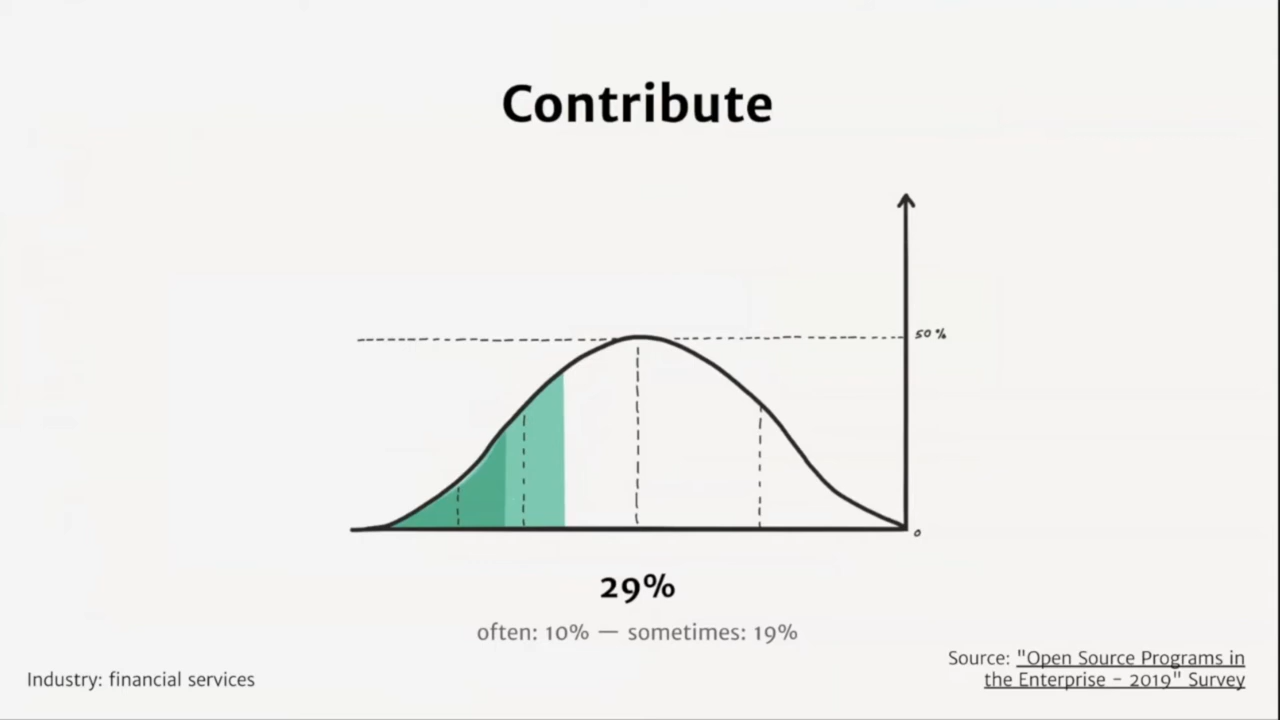 Contribute
50%
0
29%
often: 10% — sometimes: 19%
Industry: financial services
Source: "Open Source Programs in
the Enterprise - 2019" Survey